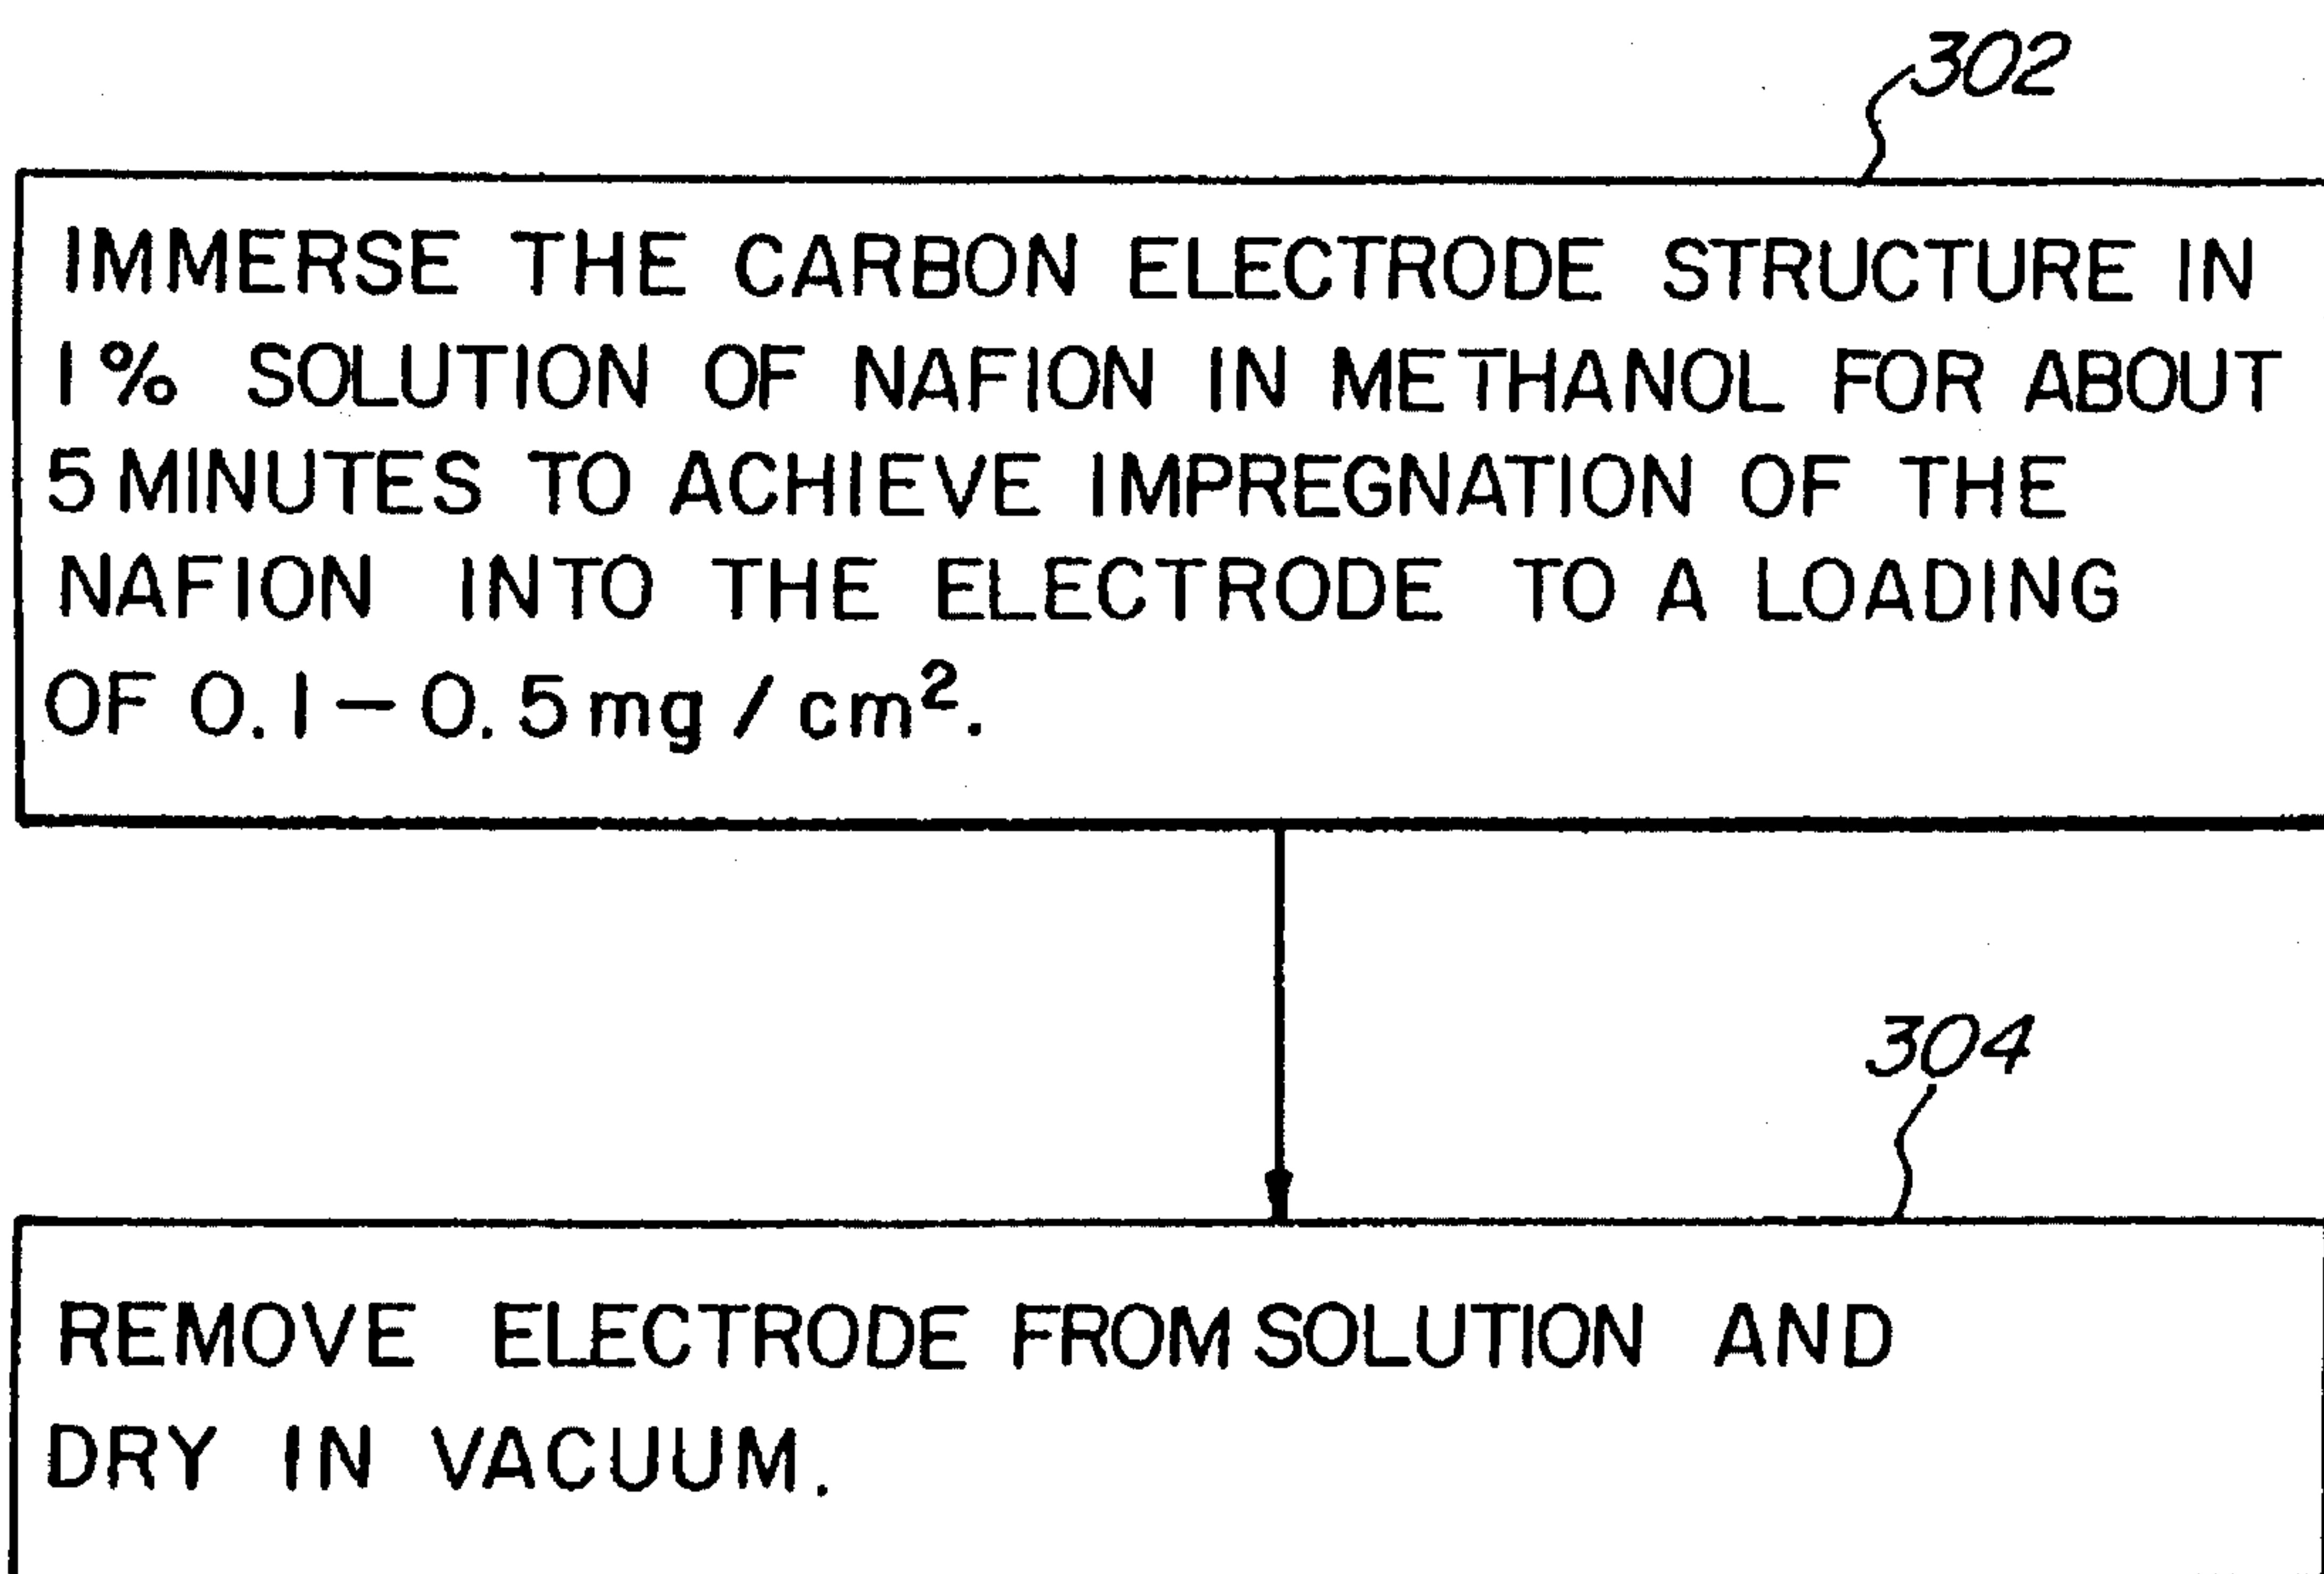 302
IMMERSE THE CARBON ELECTRODE STRUCTURE IN
1% SOLUTION OF NAFION IN METHANOL FOR ABOUT
5 MINUTES TO ACHIEVE IMPREGNATION OF THE
NAFION INTO THE ELECTRODE TO A LOADING
OF 0.1-0.5 mg/cm².
304
REMOVE ELECTRODE FROM SOLUTION AND
DRY IN VACUUM.